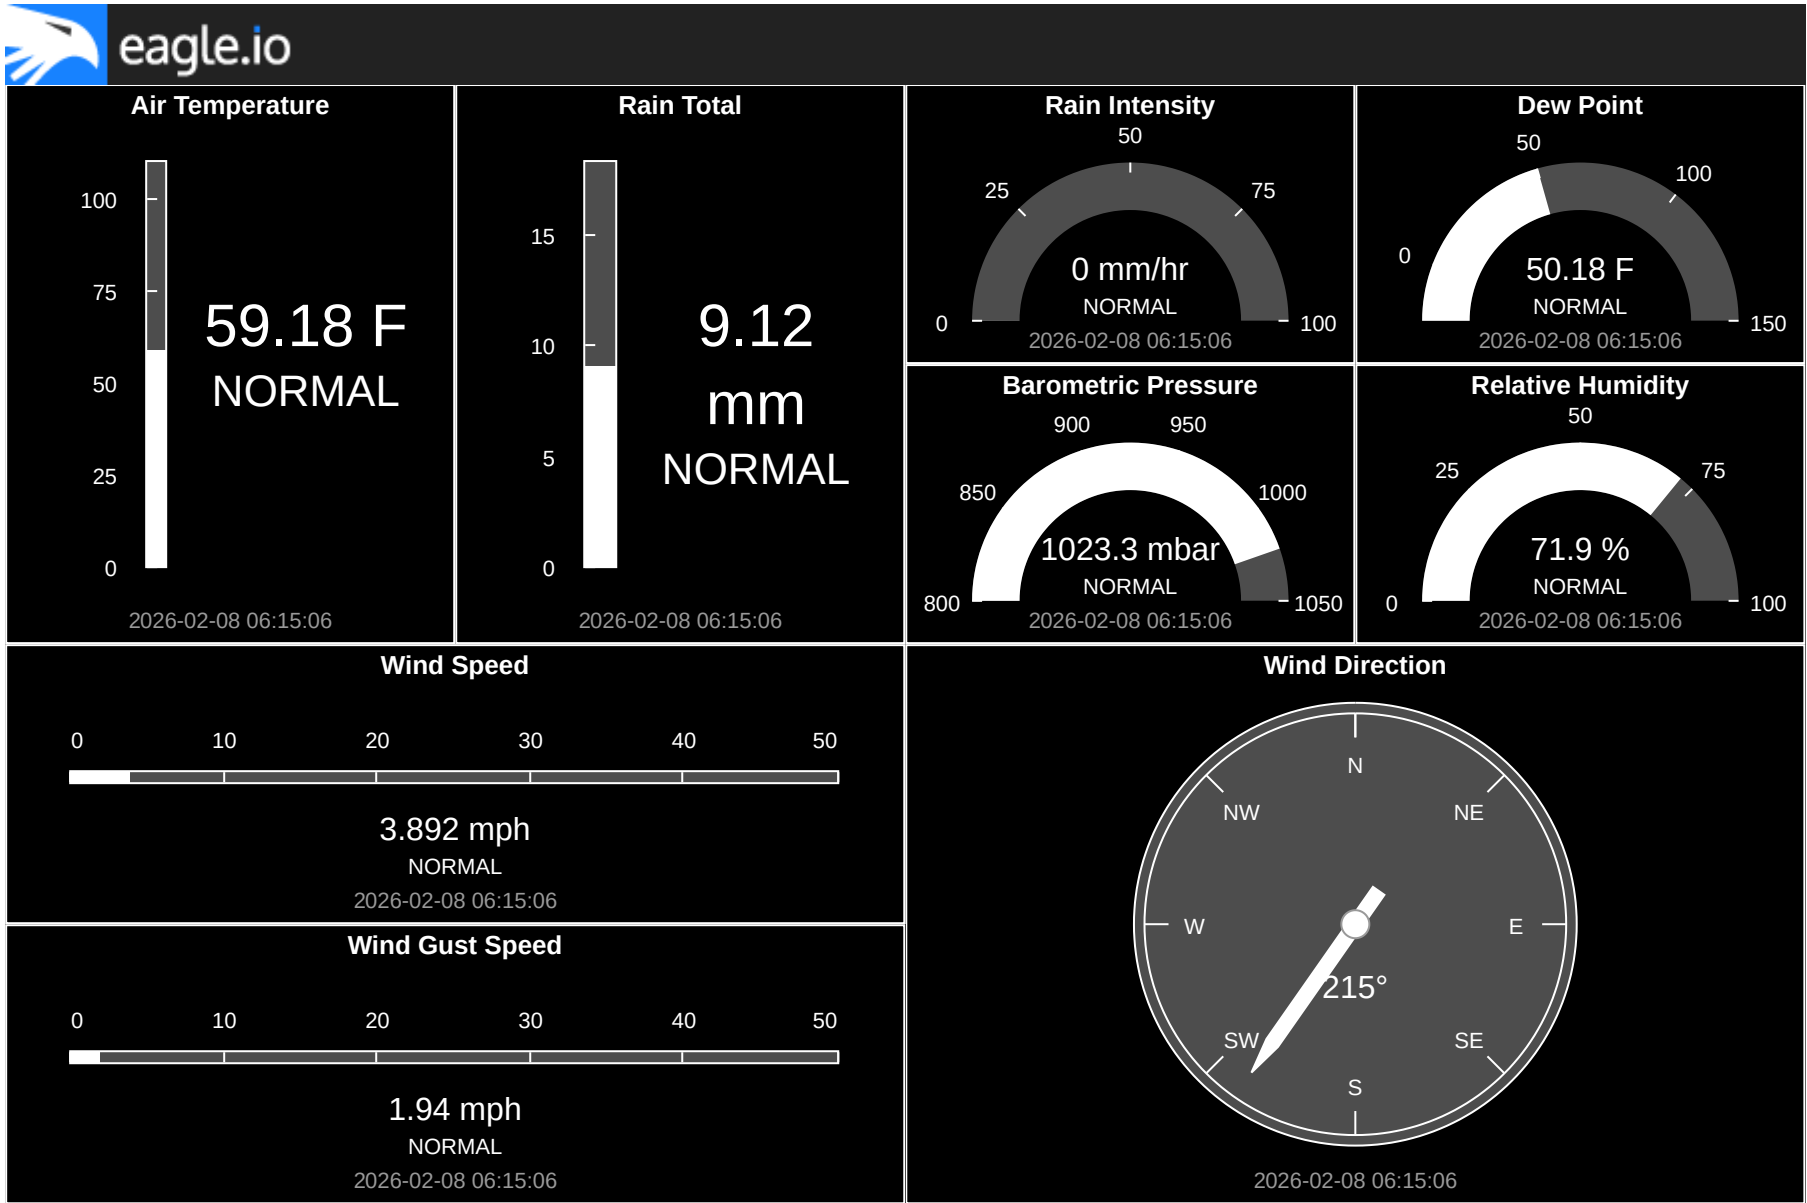 eagle.io
Air Temperature
100
75
50
25
0
59.18 F
NORMAL
2026-02-08 06:15:06
Rain Total
15
10
5
0
9.12
mm
NORMAL
2026-02-08 06:15:06
Rain Intensity
50
25
75
0
100
0 mm/hr
NORMAL
2026-02-08 06:15:06
Dew Point
50
100
0
150
50.18 F
NORMAL
2026-02-08 06:15:06
Barometric Pressure
900
950
850
1000
800
1050
1023.3 mbar
NORMAL
2026-02-08 06:15:06
Relative Humidity
50
25
75
0
100
71.9 %
NORMAL
2026-02-08 06:15:06
Wind Speed
0 10 20 30 40 50
3.892 mph
NORMAL
2026-02-08 06:15:06
Wind Gust Speed
0 10 20 30 40 50
1.94 mph
NORMAL
2026-02-08 06:15:06
Wind Direction
N
NW
NE
W
E
215°
SW
SE
S
2026-02-08 06:15:06